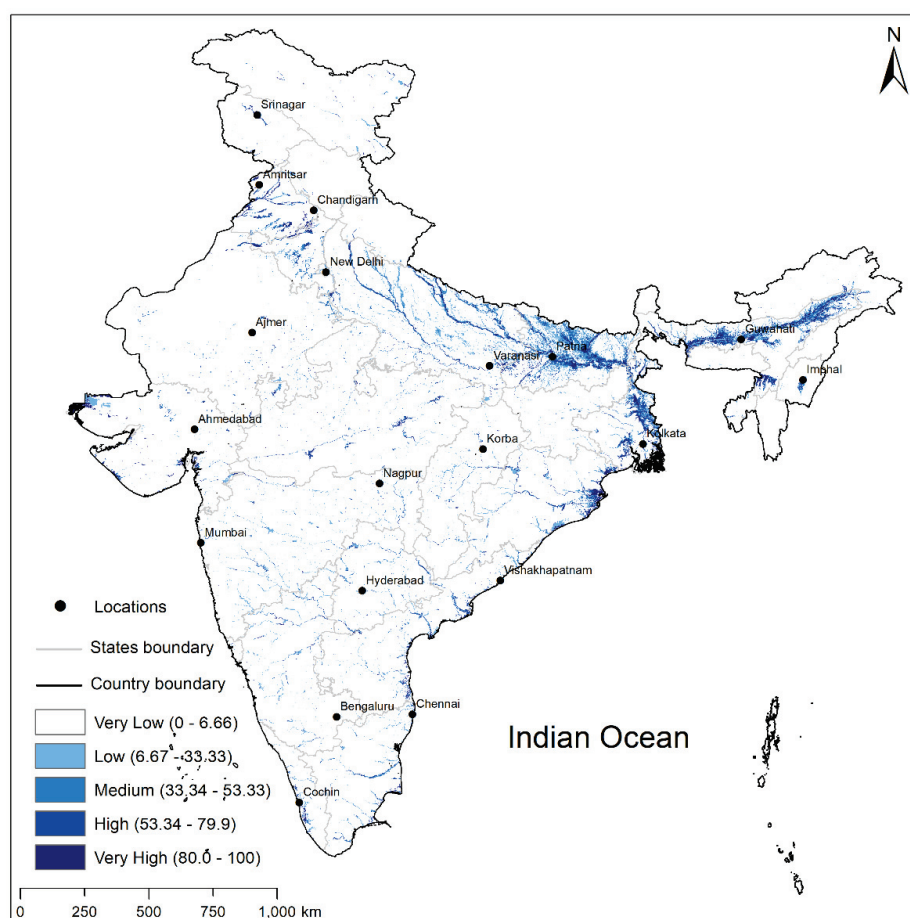 N
Srinagar
Amritsar
Chandigarh
New Delhi
Ajmer
Guwahati
Patna
Varanasi
Imphal
Ahmedabad
Kolkata
Korba
Nagpur
Mumbai
Vishakhapatnam
Hyderabad
Locations
States boundary
Country boundary
Bengaluru
Chennai
Very Low (0 - 6.66)
Indian Ocean
Low (6.67 - 33.33)
Medium (33.34 - 53.33)
Cochin
High (53.34 - 79.9)
Very High (80.0 - 100)
0 250 500 750 1,000 km